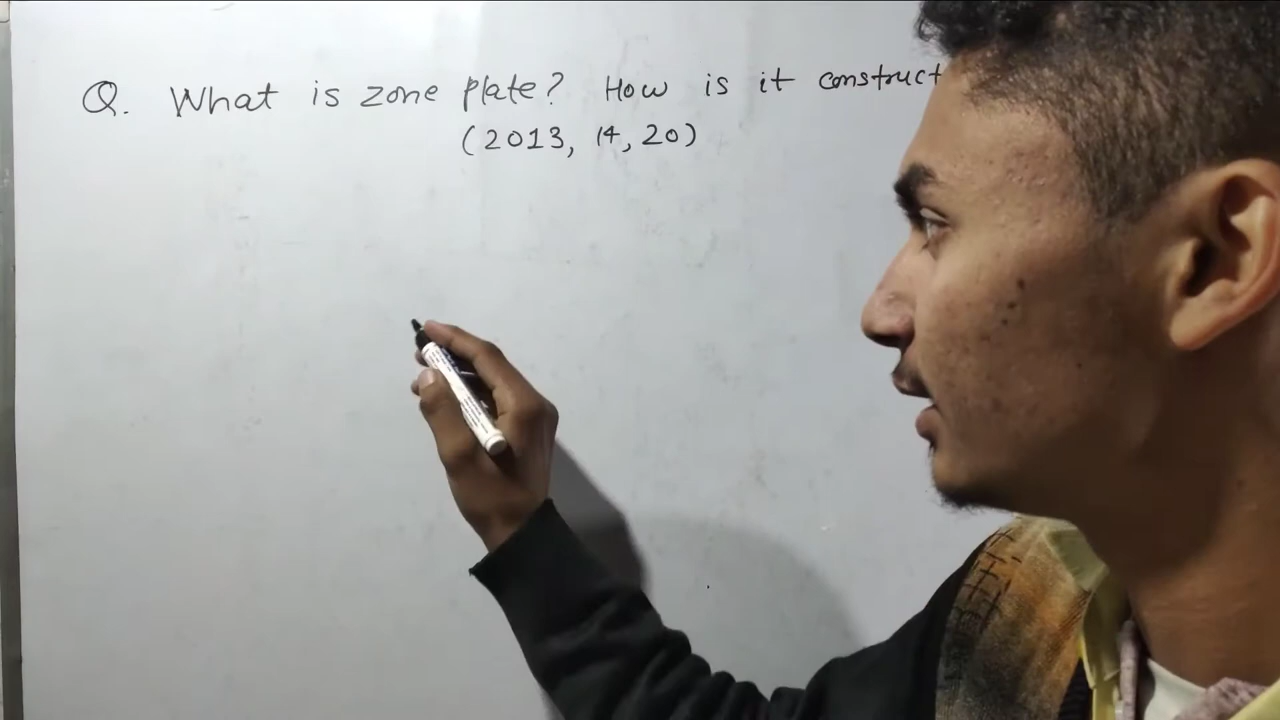 Q. What is zone plate? How is it construct
(2013, 14, 20)